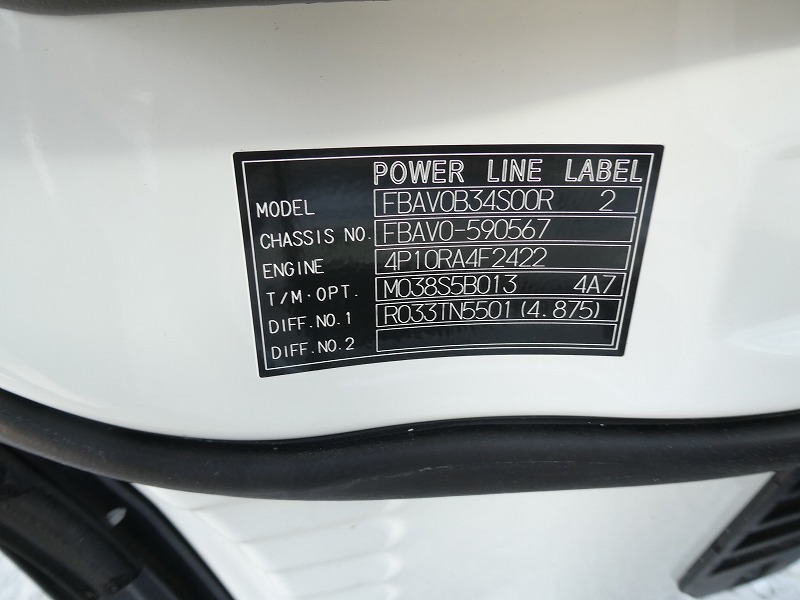 POWER LINE LABEL
MODEL FBAV0B34S00R 2
CHASSIS NO. FBAV0-590567
ENGINE 4P10RA4F2422
T/M·OPT. M038S5B013 4A7
DIFF.NO.1 R033TN5501(4.875)
DIFF.NO.2